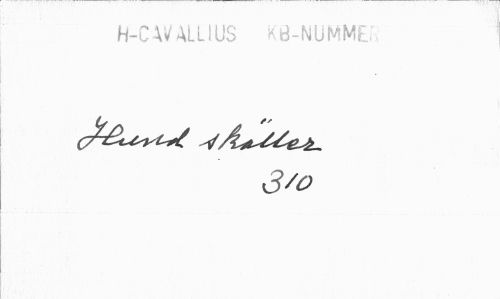 H-CAVALLIUS KB-NUMMER
Hund skäller
310